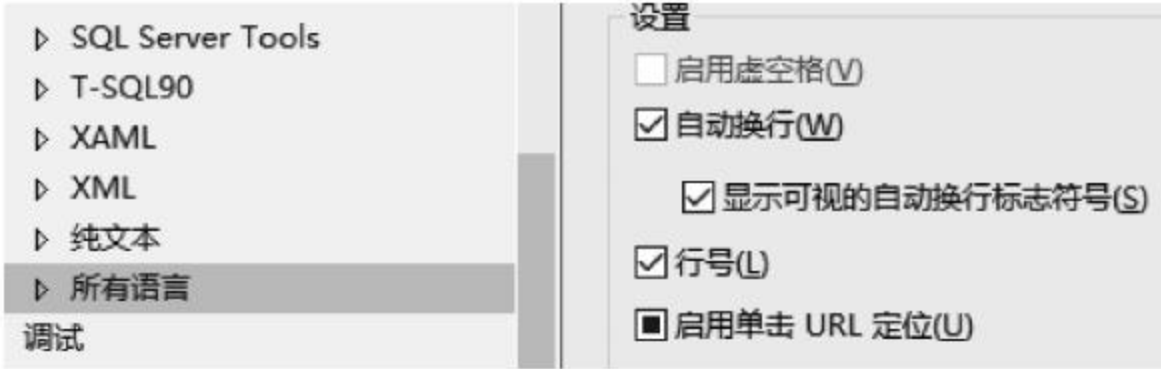 SQL Server Tools
T-SQL90
XAML
XML
纯文本
所有语言
调试
设置
启用虚空格(V)
自动换行(W)
显示可视的自动换行标志符号(S)
行号(L)
启用单击 URL 定位(U)